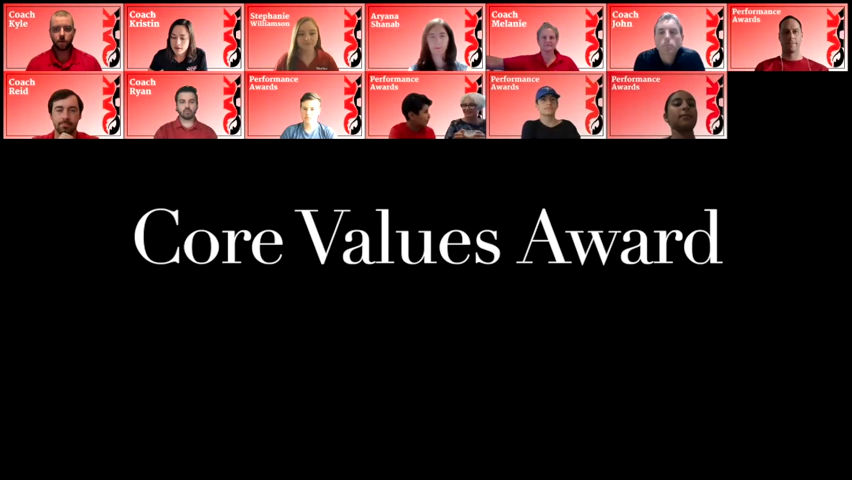 Coach
Kyle
Coach
Kristin
Stephanie
Williamson
Aryana
Shanab
Coach
Melanie
Coach
John
Performance
Awards
Coach
Reid
Coach
Ryan
Performance
Awards
Performance
Awards
Performance
Awards
Performance
Awards
Core Values Award